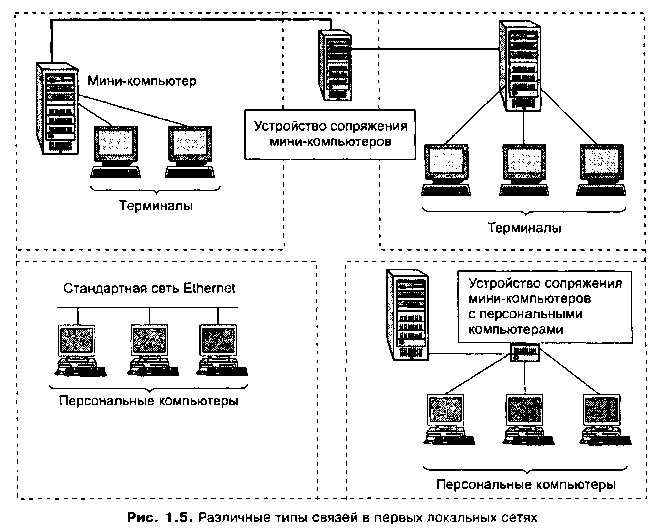 Мини-компьютер
Устройство сопряжения
мини-компьютеров
Терминалы
Терминалы
Стандартная сеть Ethernet
Персональные компьютеры
Устройство сопряжения
мини-компьютеров
с персональными
компьютерами
Персональные компьютеры
Рис. 1.5. Различные типы связей в первых локальных сетях